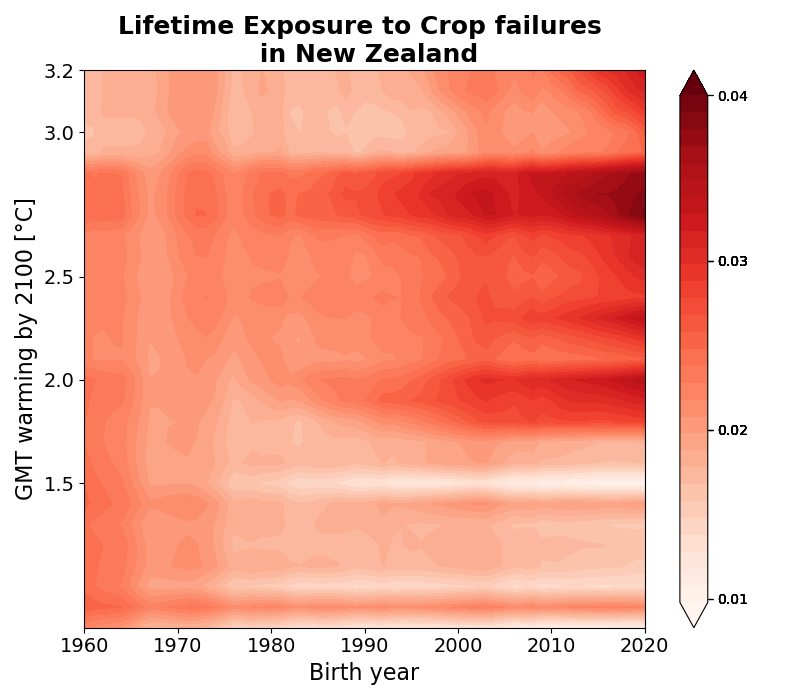 Lifetime Exposure to Crop failures
in New Zealand
3.2
3.0
2.5
2.0
1.5
GMT warming by 2100 [°C]
1960 1970 1980 1990 2000 2010 2020
Birth year
0.04
0.03
0.02
0.01